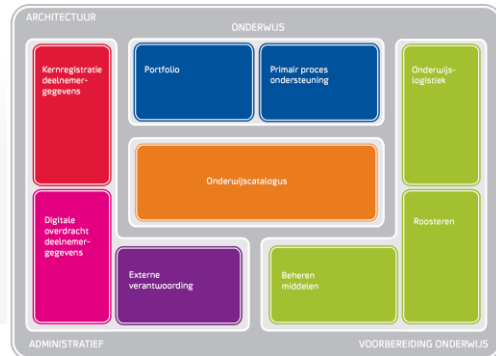 ARCHITECTUUR
ONDERWIJS
Kernregistratie
deelnemer-
gegevens
Portfolio
Primair proces
ondersteuning
Onderwijs-
logistiek
Onderwijscatalogus
Digitale
overdracht
deelnemer-
gegevens
Roosteren
Externe
verantwoording
Beheren
middelen
ADMINISTRATIEF
VOORBEREIDING ONDERWIJS